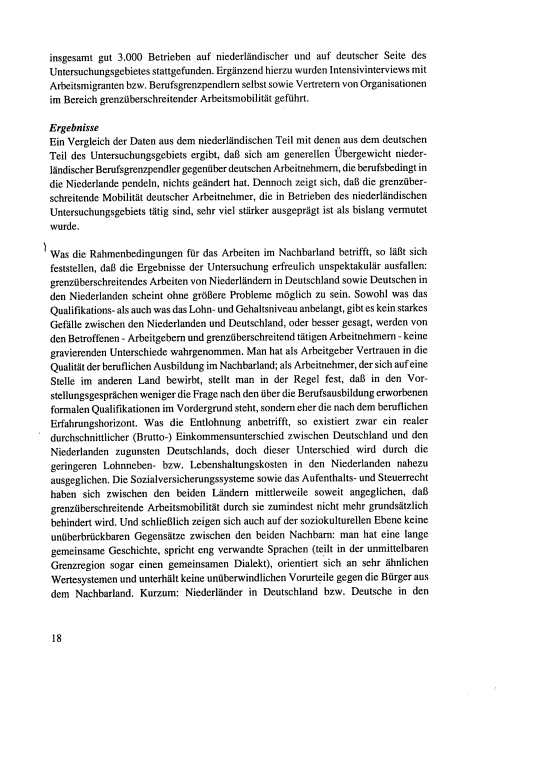 insgesamt gut 3.000 Betrieben auf niederländischer und auf deutscher Seite des
Untersuchungsgebietes stattgefunden. Ergänzend hierzu wurden Intensivinterviews mit
Arbeitsmigranten bzw. Berufsgrenzpendlern selbst sowie Vertretern von Organisationen
im Bereich grenzüberschreitender Arbeitsmobilität geführt.
Ergebnisse
Ein Vergleich der Daten aus dem niederländischen Teil mit denen aus dem deutschen
Teil des Untersuchungsgebiets ergibt, daß sich am generellen Übergewicht nieder-
ländischer Berufsgrenzpendler gegenüber deutschen Arbeitnehmern, die berufsbedingt in
die Niederlande pendeln, nichts geändert hat. Dennoch zeigt sich, daß die grenzüber-
schreitende Mobilität deutscher Arbeitnehmer, die in Betrieben des niederländischen
Untersuchungsgebiets tätig sind, sehr viel stärker ausgeprägt ist als bislang vermutet
wurde.
Was die Rahmenbedingungen für das Arbeiten im Nachbarland betrifft, so läßt sich
feststellen, daß die Ergebnisse der Untersuchung erfreulich unspektakulär ausfallen:
grenzüberschreitendes Arbeiten von Niederländern in Deutschland sowie Deutschen in
den Niederlanden scheint ohne größere Probleme möglich zu sein. Sowohl was das
Qualifikations- als auch was das Lohn- und Gehaltsniveau anbelangt, gibt es kein starkes
Gefälle zwischen den Niederlanden und Deutschland, oder besser gesagt, werden von
den Betroffenen - Arbeitgebern und grenzüberschreitend tätigen Arbeitnehmern - keine
gravierenden Unterschiede wahrgenommen. Man hat als Arbeitgeber Vertrauen in die
Qualität der beruflichen Ausbildung im Nachbarland; als Arbeitnehmer, der sich auf eine
Stelle im anderen Land bewirbt, stellt man in der Regel fest, daß in den Vor-
stellungsgesprächen weniger die Frage nach den über die Berufsausbildung erworbenen
formalen Qualifikationen im Vordergrund steht, sondern eher die nach dem beruflichen
Erfahrungshorizont. Was die Entlohnung anbetrifft, so existiert zwar ein realer
durchschnittlicher (Brutto-) Einkommensunterschied zwischen Deutschland und den
Niederlanden zugunsten Deutschlands, doch dieser Unterschied wird durch die
geringeren Lohnneben- bzw. Lebenshaltungskosten in den Niederlanden nahezu
ausgeglichen. Die Sozialversicherungssysteme sowie das Aufenthalts- und Steuerrecht
haben sich zwischen den beiden Ländern mittlerweile soweit angeglichen, daß
grenzüberschreitende Arbeitsmobilität durch sie zumindest nicht mehr grundsätzlich
behindert wird. Und schließlich zeigen sich auch auf der soziokulturellen Ebene keine
unüberbrückbaren Gegensätze zwischen den beiden Nachbarn: man hat eine lange
gemeinsame Geschichte, spricht eng verwandte Sprachen (teilt in der unmittelbaren
Grenzregion sogar einen gemeinsamen Dialekt), orientiert sich an sehr ähnlichen
Wertesystemen und unterhält keine unüberwindlichen Vorurteile gegen die Bürger aus
dem Nachbarland. Kurzum: Niederländer in Deutschland bzw. Deutsche in den
18